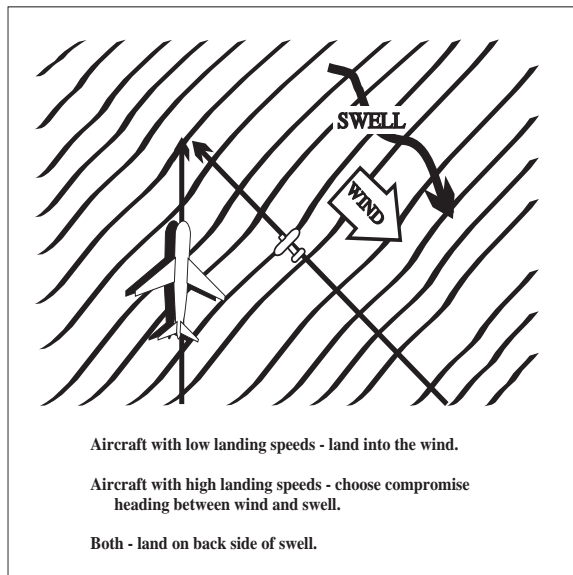 SWELL
WIND
Aircraft with low landing speeds - land into the wind.
Aircraft with high landing speeds - choose compromise
heading between wind and swell.
Both - land on back side of swell.